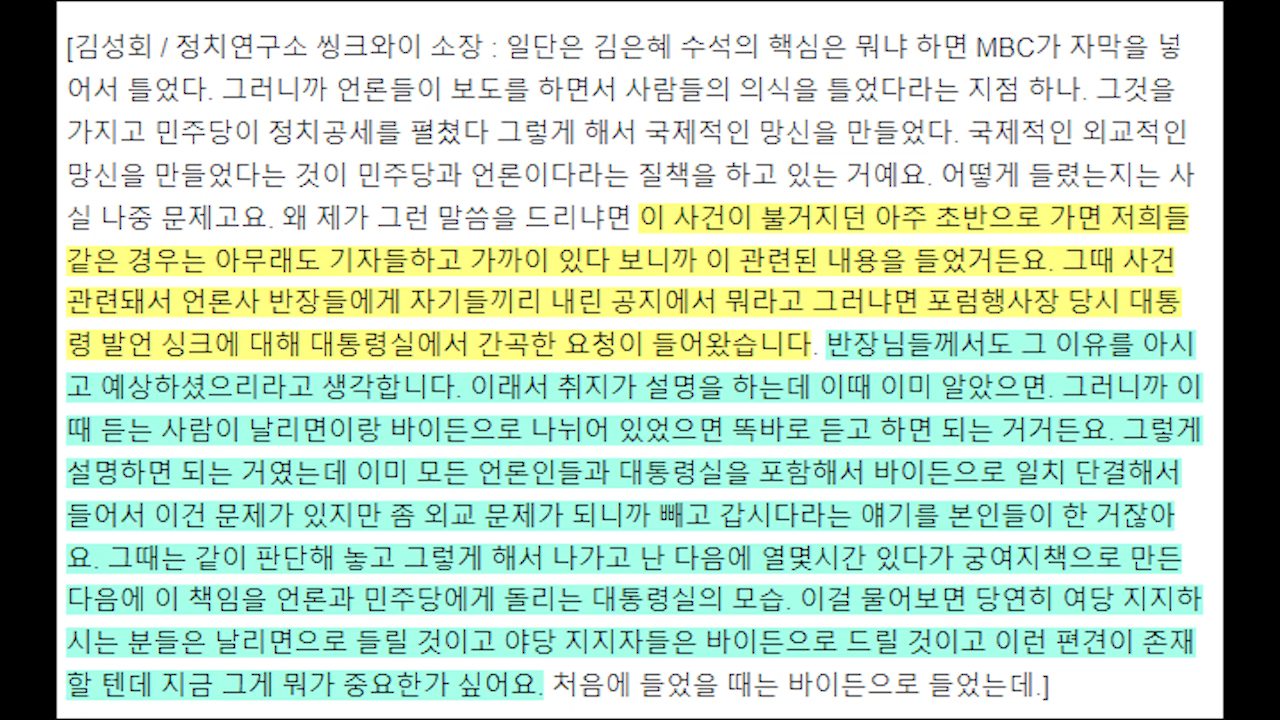 [김성회 / 정치연구소 씽크와이 소장 : 일단은 김은혜 수석의 핵심은 뭐냐 하면 MBC가 자막을 넣
어서 틀었다. 그러니까 언론들이 보도를 하면서 사람들의 의식을 틀었다라는 지점 하나. 그것을
가지고 민주당이 정치공세를 펼쳤다 그렇게 해서 국제적인 망신을 만들었다. 국제적인 외교적인
망신을 만들었다는 것이 민주당과 언론이다라는 질책을 하고 있는 거예요. 어떻게 들렸는지는 사
실 나중 문제고요. 왜 제가 그런 말씀을 드리냐면 이 사건이 불거지던 아주 초반으로 가면 저희들
같은 경우는 아무래도 기자들하고 가까이 있다 보니까 이 관련된 내용을 들었거든요. 그때 사건
관련돼서 언론사 반장들에게 자기들끼리 내린 공지에서 뭐라고 그러냐면 포럼행사장 당시 대통
령 발언 싱크에 대해 대통령실에서 간곡한 요청이 들어왔습니다. 반장님들께서도 그 이유를 아시
고 예상하셨으리라고 생각합니다. 이래서 취지가 설명을 하는데 이때 이미 알았으면. 그러니까 이
때 듣는 사람이 날리면이랑 바이든으로 나뉘어 있었으면 똑바로 듣고 하면 되는 거거든요. 그렇게
설명하면 되는 거였는데 이미 모든 언론인들과 대통령실을 포함해서 바이든으로 일치 단결해서
들어서 이건 문제가 있지만 좀 외교 문제가 되니까 빼고 갑시다라는 얘기를 본인들이 한 거잖아
요. 그때는 같이 판단해 놓고 그렇게 해서 나가고 난 다음에 열몇시간 있다가 궁여지책으로 만든
다음에 이 책임을 언론과 민주당에게 돌리는 대통령실의 모습. 이걸 물어보면 당연히 여당 지지하
시는 분들은 날리면으로 들릴 것이고 야당 지지자들은 바이든으로 드릴 것이고 이런 편견이 존재
할 텐데 지금 그게 뭐가 중요한가 싶어요. 처음에 들었을 때는 바이든으로 들었는데.]